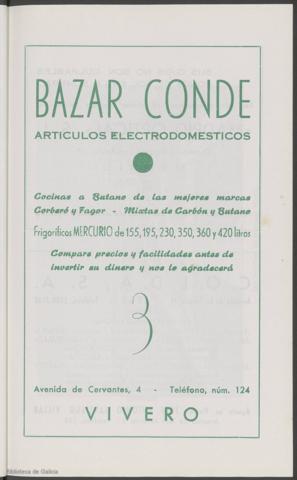 BAZAR CONDE
ARTICULOS ELECTRODOMESTICOS
Cocinas a Butano de las mejores marcas
Corberó y Fagor - Mixtas de Carbón y Butano
Frigoríficos MERCURIO de 155, 195, 230, 350, 360 y 420 litros
Compare precios y facilidades antes de
invertir su dinero y nos lo agradecerá
3
Avenida de Cervantes, 4 - Teléfono, núm. 124
VIVERO
Biblioteca de Galicia